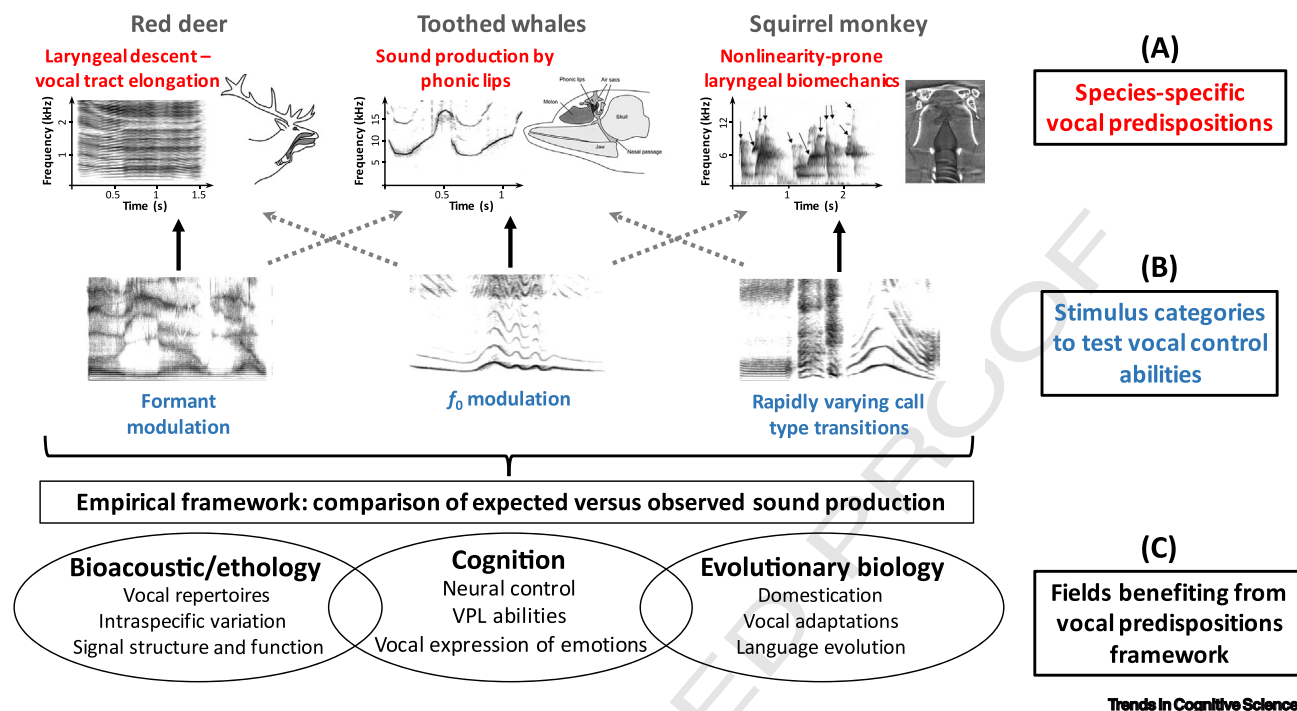 Red deer
Toothed whales
Squirrel monkey
Laryngeal descent –
vocal tract elongation
Sound production by
phonic lips
Nonlinearity-prone
laryngeal biomechanics
(A)
Species-specific
vocal predispositions
Frequency (kHz)
2
1
0.5
1
1.5
Time (s)
Frequency (kHz)
15
10
5
0.5
1
Time (s)
Phonic lips
Air sacs
Melon
Skull
Jaw
Nasal passage
Frequency (kHz)
12
6
1
2
Time (s)
(B)
Stimulus categories
to test vocal control
abilities
Formant
modulation
f0 modulation
Rapidly varying call
type transitions
Empirical framework: comparison of expected versus observed sound production
Bioacoustic/ethology
Vocal repertoires
Intraspecific variation
Signal structure and function
Cognition
Neural control
VPL abilities
Vocal expression of emotions
Evolutionary biology
Domestication
Vocal adaptations
Language evolution
(C)
Fields benefiting from
vocal predispositions
framework
ED PROOF
Trends in Cognitive Science